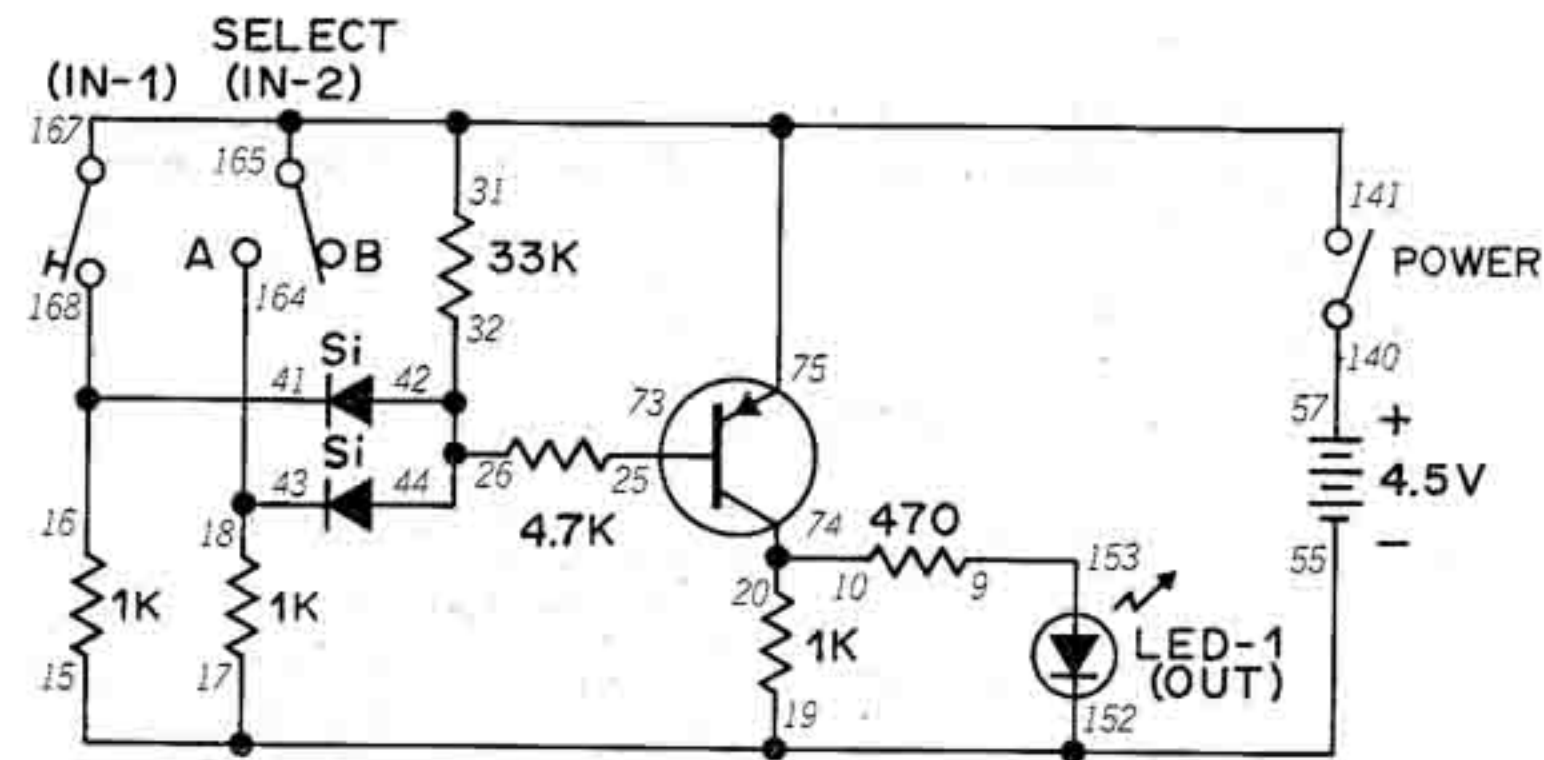 SELECT
(IN-1) (IN-2)
167
165
31
141
A B 33K
POWER
168 164
32
140
Si
41 42 73 75
57 +
Si
43 44 26 25 4.5V
16 18 4.7K 74 470
55 −
20 10 9 153
1K 1K 1K LED-1
(OUT)
15 17 19 152